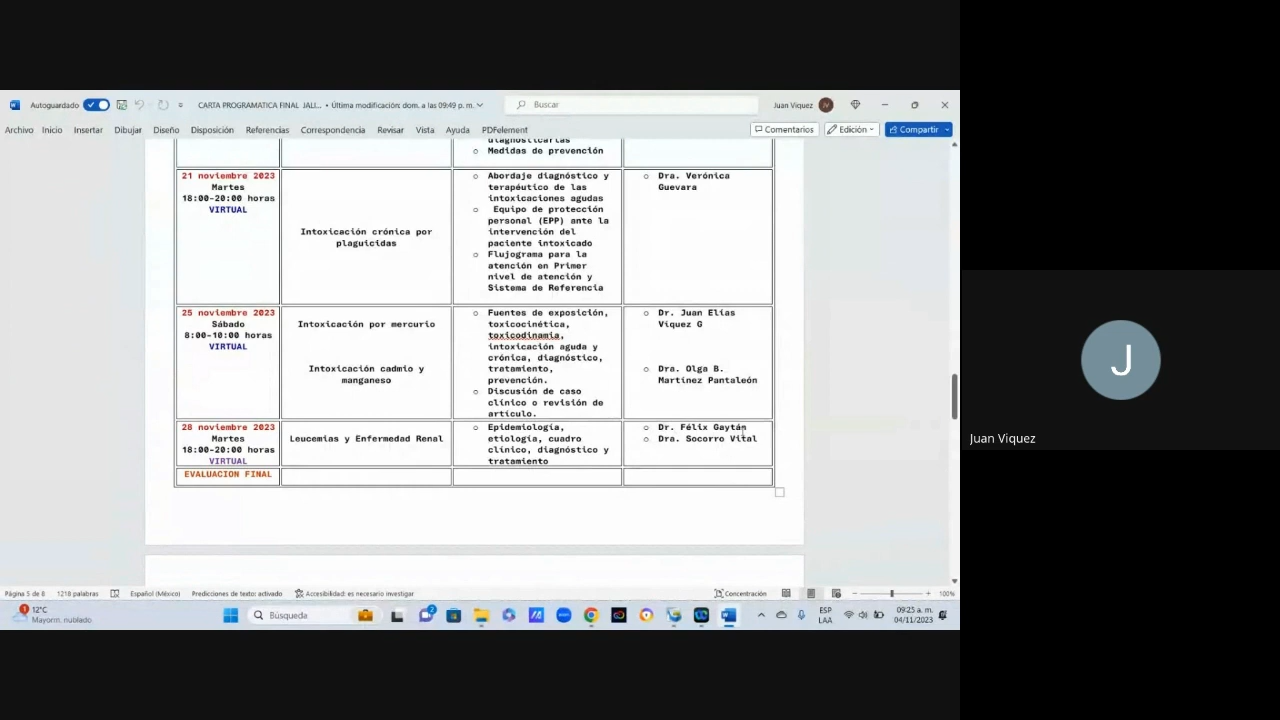 Autoguardado
CARTA PROGRAMATICA FINAL JALI... • Última modificación: dom. a las 09:49 p. m.
Buscar
Juan Viquez
JV
Archivo Inicio Insertar Dibujar Diseño Disposición Referencias Correspondencia Revisar Vista Ayuda PDFelement
Comentarios Edición Compartir
diagnosticarlas
o Medidas de prevención
21 noviembre 2023
Martes
18:00-20:00 horas
VIRTUAL
Intoxicación crónica por
plaguicidas
o Abordaje diagnóstico y
terapéutico de las
intoxicaciones agudas
o Equipo de protección
personal (EPP) ante la
intervención del
paciente intoxicado
o Flujograma para la
atención en Primer
nivel de atención y
Sistema de Referencia
o Dra. Verónica
Guevara
25 noviembre 2023
Sábado
8:00-10:00 horas
VIRTUAL
Intoxicación por mercurio
Intoxicación cadmio y
manganeso
o Fuentes de exposición,
toxicocinética,
toxicodinamia,
intoxicación aguda y
crónica, diagnóstico,
tratamiento,
prevención.
o Discusión de caso
clínico o revisión de
artículo.
o Dr. Juan Elías
Víquez G
o Dra. Olga B.
Martínez Pantaleón
28 noviembre 2023
Martes
18:00-20:00 horas
VIRTUAL
Leucemias y Enfermedad Renal
o Epidemiología,
etiología, cuadro
clínico, diagnóstico y
tratamiento
o Dr. Félix Gaytán
o Dra. Socorro Vital
EVALUACION FINAL
Página 5 de 8 1218 palabras Español (México) Predicciones de texto: activado Accesibilidad: es necesario investigar
Concentración 100%
1
12°C
Mayorm. nublado
Búsqueda
2
ESP
LAA
09:25 a. m.
04/11/2023
J
Juan Viquez